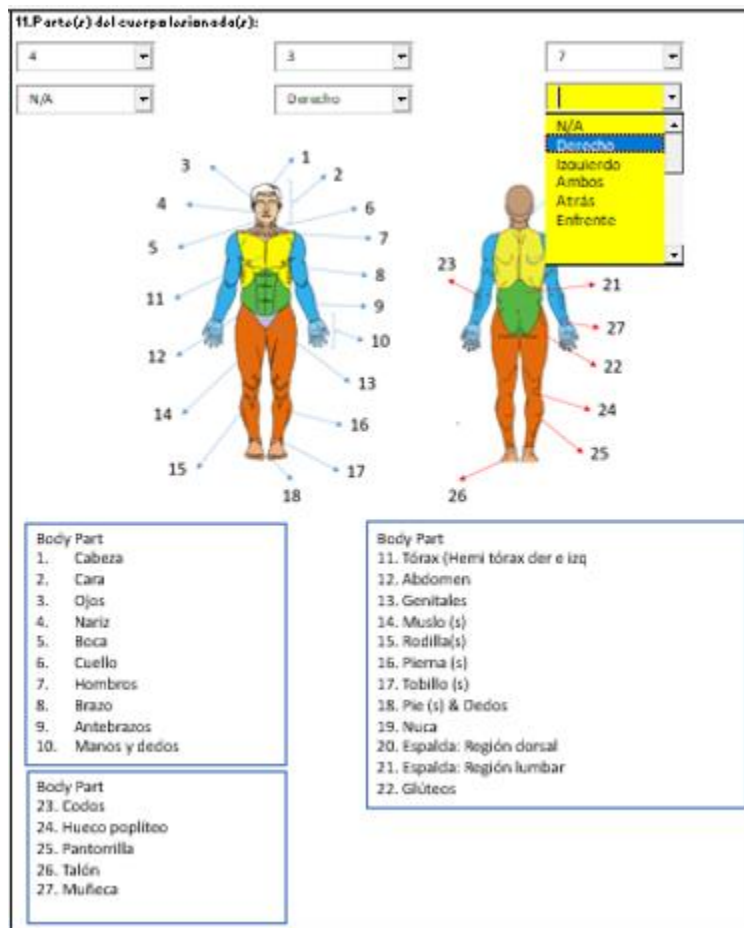 11.Parte(s) del cuerpo lesionada(s):
4 3 7
N/A Derecho
N/A
Derecho
Izquierdo
Ambos
Atrás
Enfrente
1
3 2
4 6
5 7
8
11 23 21
9
12 27
10 22
13
14 24
16
25
15 17
18 26
Body Part
1. Cabeza
2. Cara
3. Ojos
4. Nariz
5. Boca
6. Cuello
7. Hombros
8. Brazo
9. Antebrazos
10. Manos y dedos
Body Part
11. Tórax (Hemi tórax der e izq
12. Abdomen
13. Genitales
14. Muslo (s)
15. Rodilla(s)
16. Pierna (s)
17. Tobillo (s)
18. Pie (s) & Dedos
19. Nuca
20. Espalda: Región dorsal
21. Espalda: Región lumbar
22. Glúteos
Body Part
23. Codos
24. Hueco poplíteo
25. Pantorrilla
26. Talón
27. Muñeca